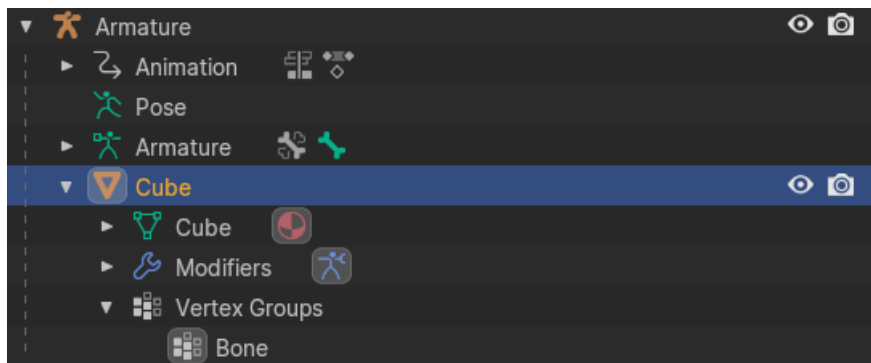 Armature
Animation
Pose
Armature
Cube
Cube
Modifiers
Vertex Groups
Bone